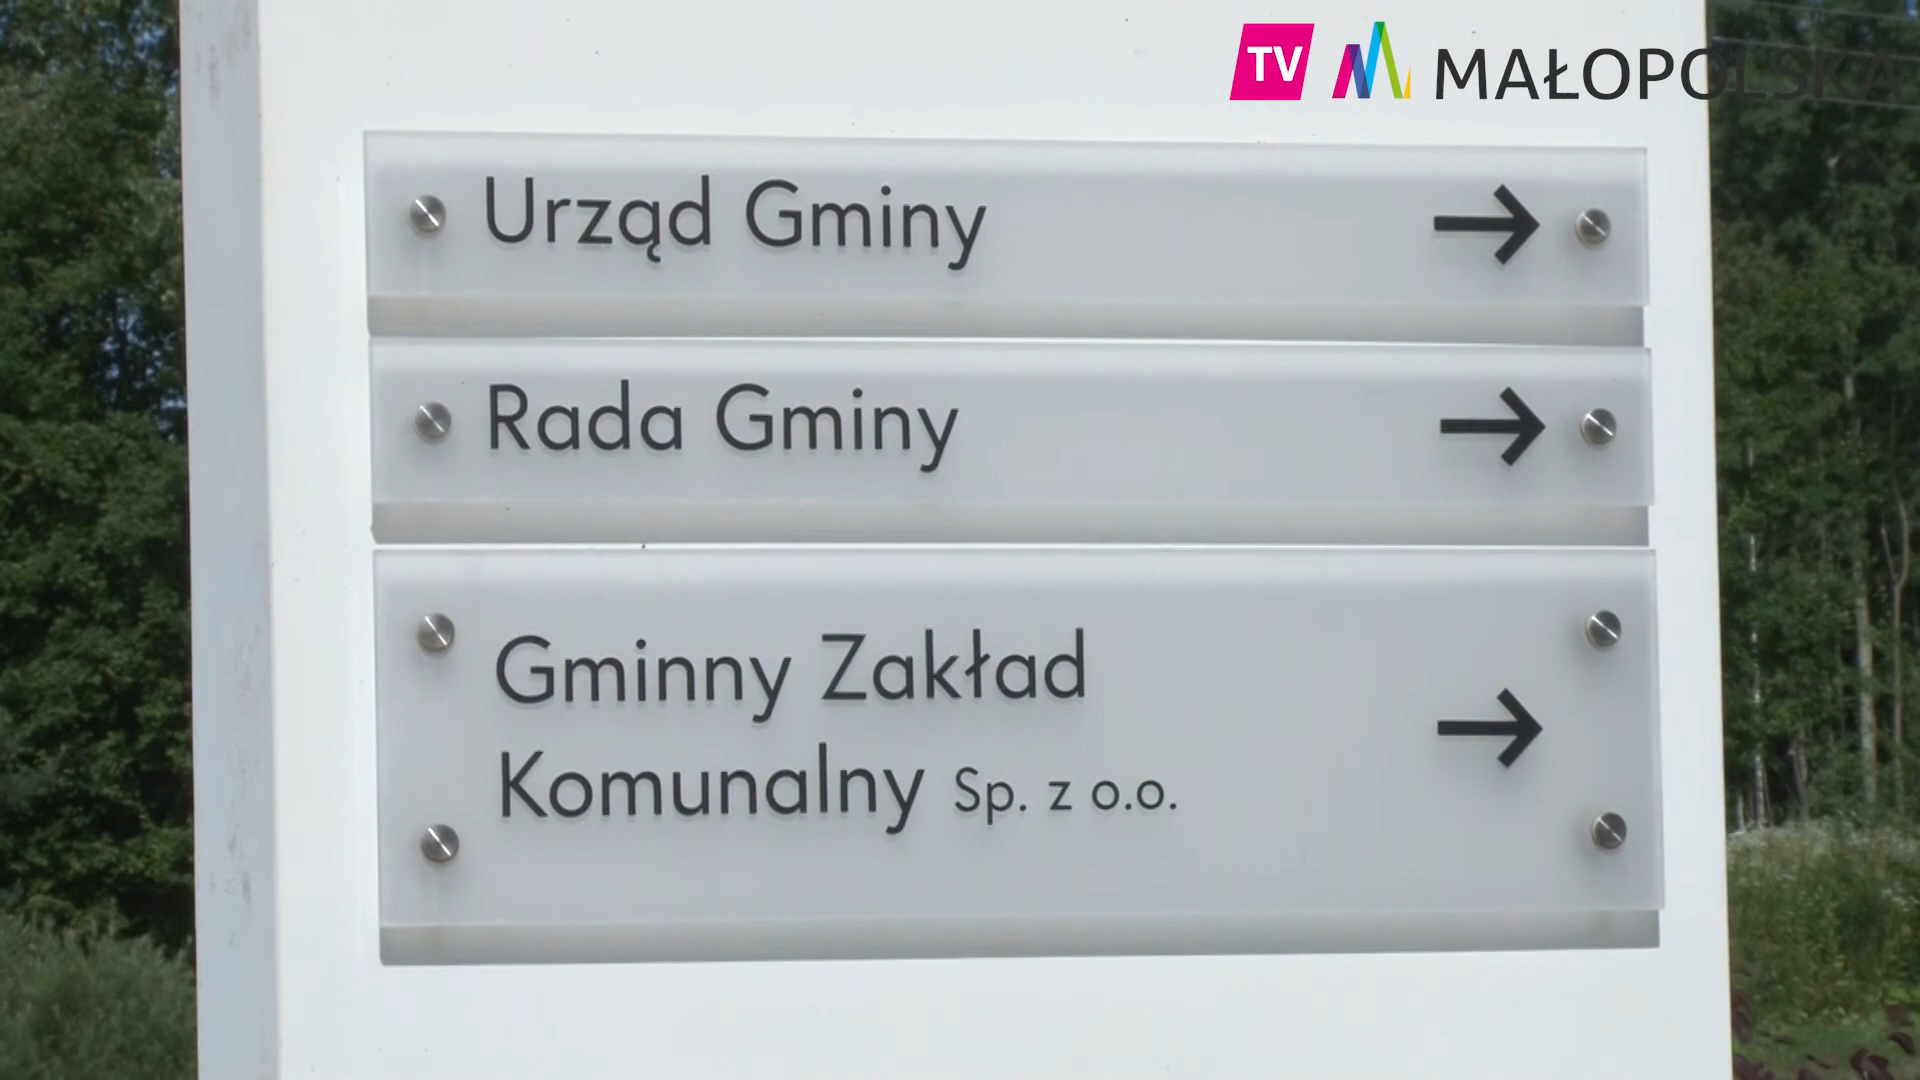 TV MAŁOPOLSKA
Urząd Gminy
Rada Gminy
Gminny Zakład
Komunalny Sp. z o.o.